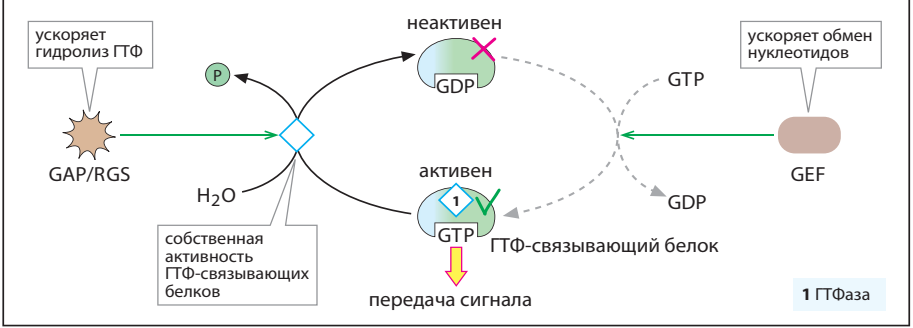 ускоряет
гидролиз ГТФ
неактивен
ускоряет обмен
нуклеотидов
P
GDP
GTP
GAP/RGS
GEF
активен
H2O
1
GDP
GTP
ГТФ-связывающий белок
собственная
активность
ГТФ-связывающих
белков
передача сигнала
1 ГТФаза